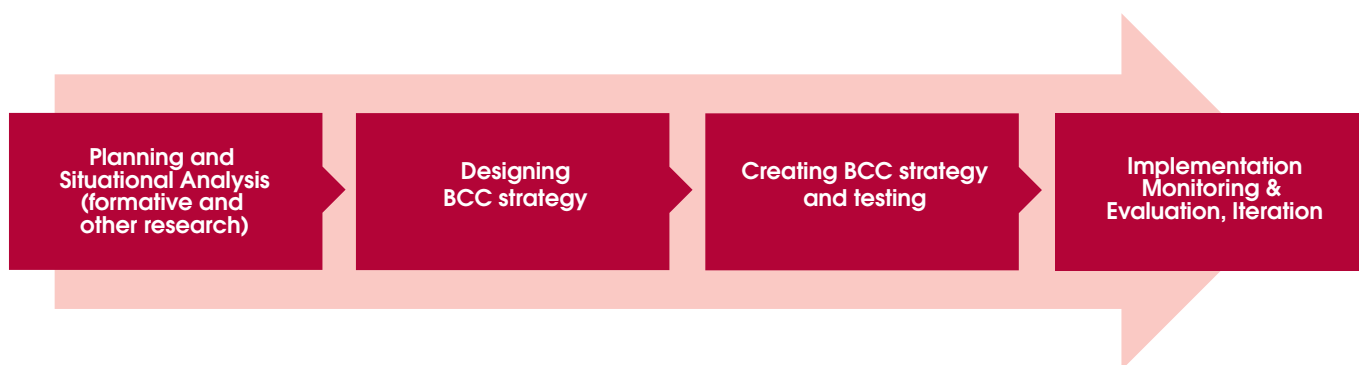 Planning and
Situational Analysis
(formative and
other research)
Designing
BCC strategy
Creating BCC strategy
and testing
Implementation
Monitoring &
Evaluation, Iteration